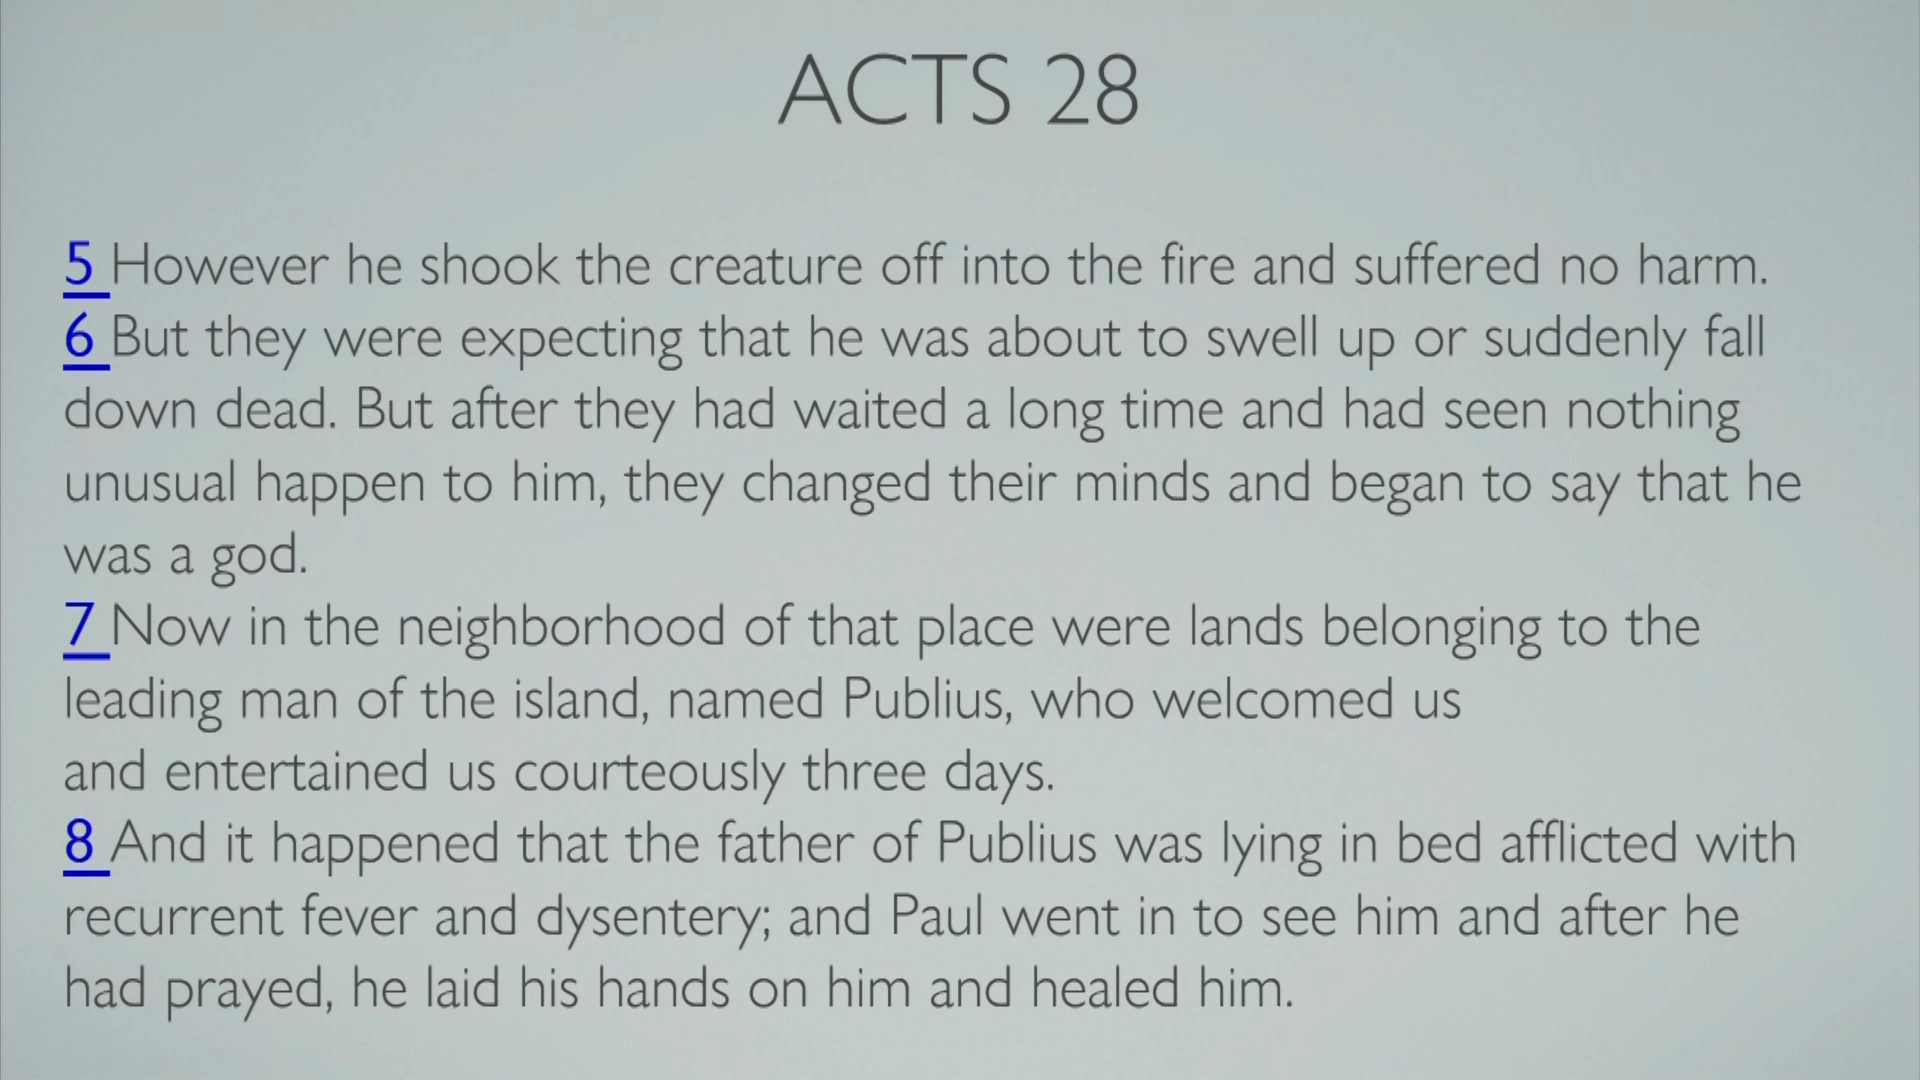 ACTS 28
5 However he shook the creature off into the fire and suffered no harm.
6 But they were expecting that he was about to swell up or suddenly fall
down dead. But after they had waited a long time and had seen nothing
unusual happen to him, they changed their minds and began to say that he
was a god.
7 Now in the neighborhood of that place were lands belonging to the
leading man of the island, named Publius, who welcomed us
and entertained us courteously three days.
8 And it happened that the father of Publius was lying in bed afflicted with
recurrent fever and dysentery; and Paul went in to see him and after he
had prayed, he laid his hands on him and healed him.